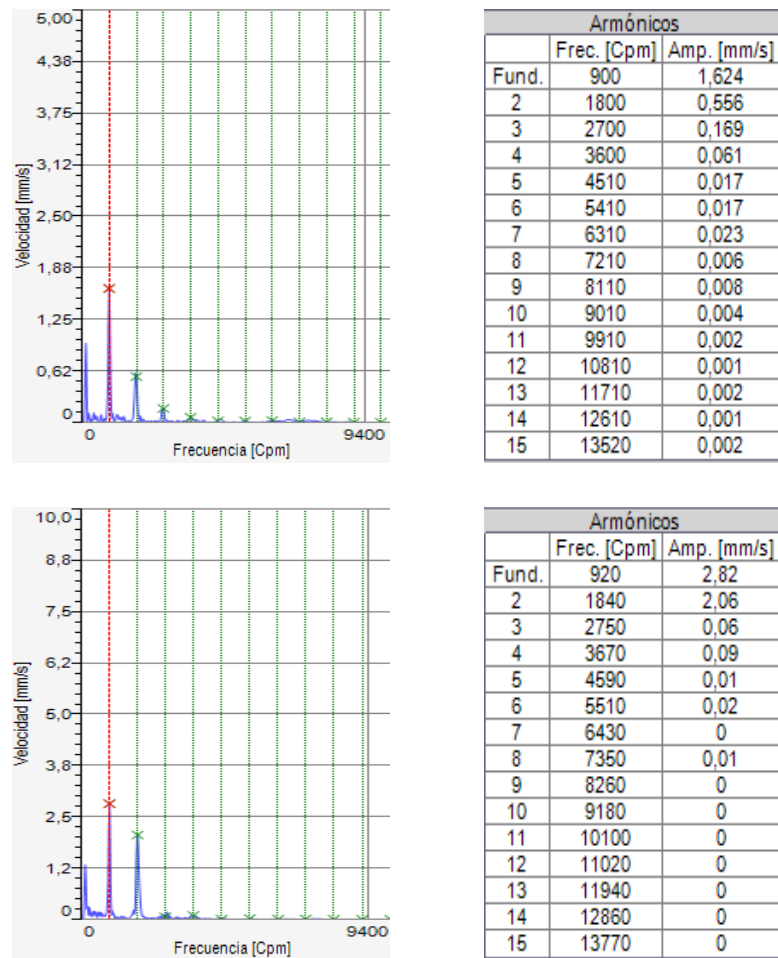 5,00
4,38
3,75
3,12
2,50
1,88
1,25
0,62
0
Velocidad [mm/s]
0 9400
Frecuencia [Cpm]
Armónicos
Frec. [Cpm] Amp. [mm/s]
Fund. 900 1,624
2 1800 0,556
3 2700 0,169
4 3600 0,061
5 4510 0,017
6 5410 0,017
7 6310 0,023
8 7210 0,006
9 8110 0,008
10 9010 0,004
11 9910 0,002
12 10810 0,001
13 11710 0,002
14 12610 0,001
15 13520 0,002
10,0
8,8
7,5
6,2
5,0
3,8
2,5
1,2
0
Velocidad [mm/s]
0 9400
Frecuencia [Cpm]
Armónicos
Frec. [Cpm] Amp. [mm/s]
Fund. 920 2,82
2 1840 2,06
3 2750 0,06
4 3670 0,09
5 4590 0,01
6 5510 0,02
7 6430 0
8 7350 0,01
9 8260 0
10 9180 0
11 10100 0
12 11020 0
13 11940 0
14 12860 0
15 13770 0